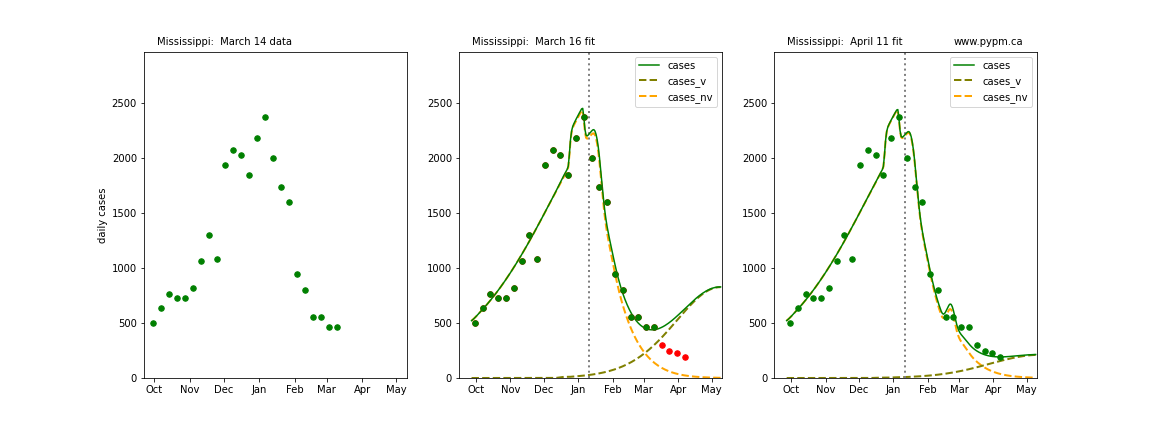 Mississippi:  March 14 data
Mississippi:  March 16 fit
Mississippi:  April 11 fit
www.pypm.ca
daily cases
2500
2000
1500
1000
500
0
Oct
Nov
Dec
Jan
Feb
Mar
Apr
May
cases
cases_v
cases_nv
2500
2000
1500
1000
500
0
Oct
Nov
Dec
Jan
Feb
Mar
Apr
May
cases
cases_v
cases_nv
2500
2000
1500
1000
500
0
Oct
Nov
Dec
Jan
Feb
Mar
Apr
May